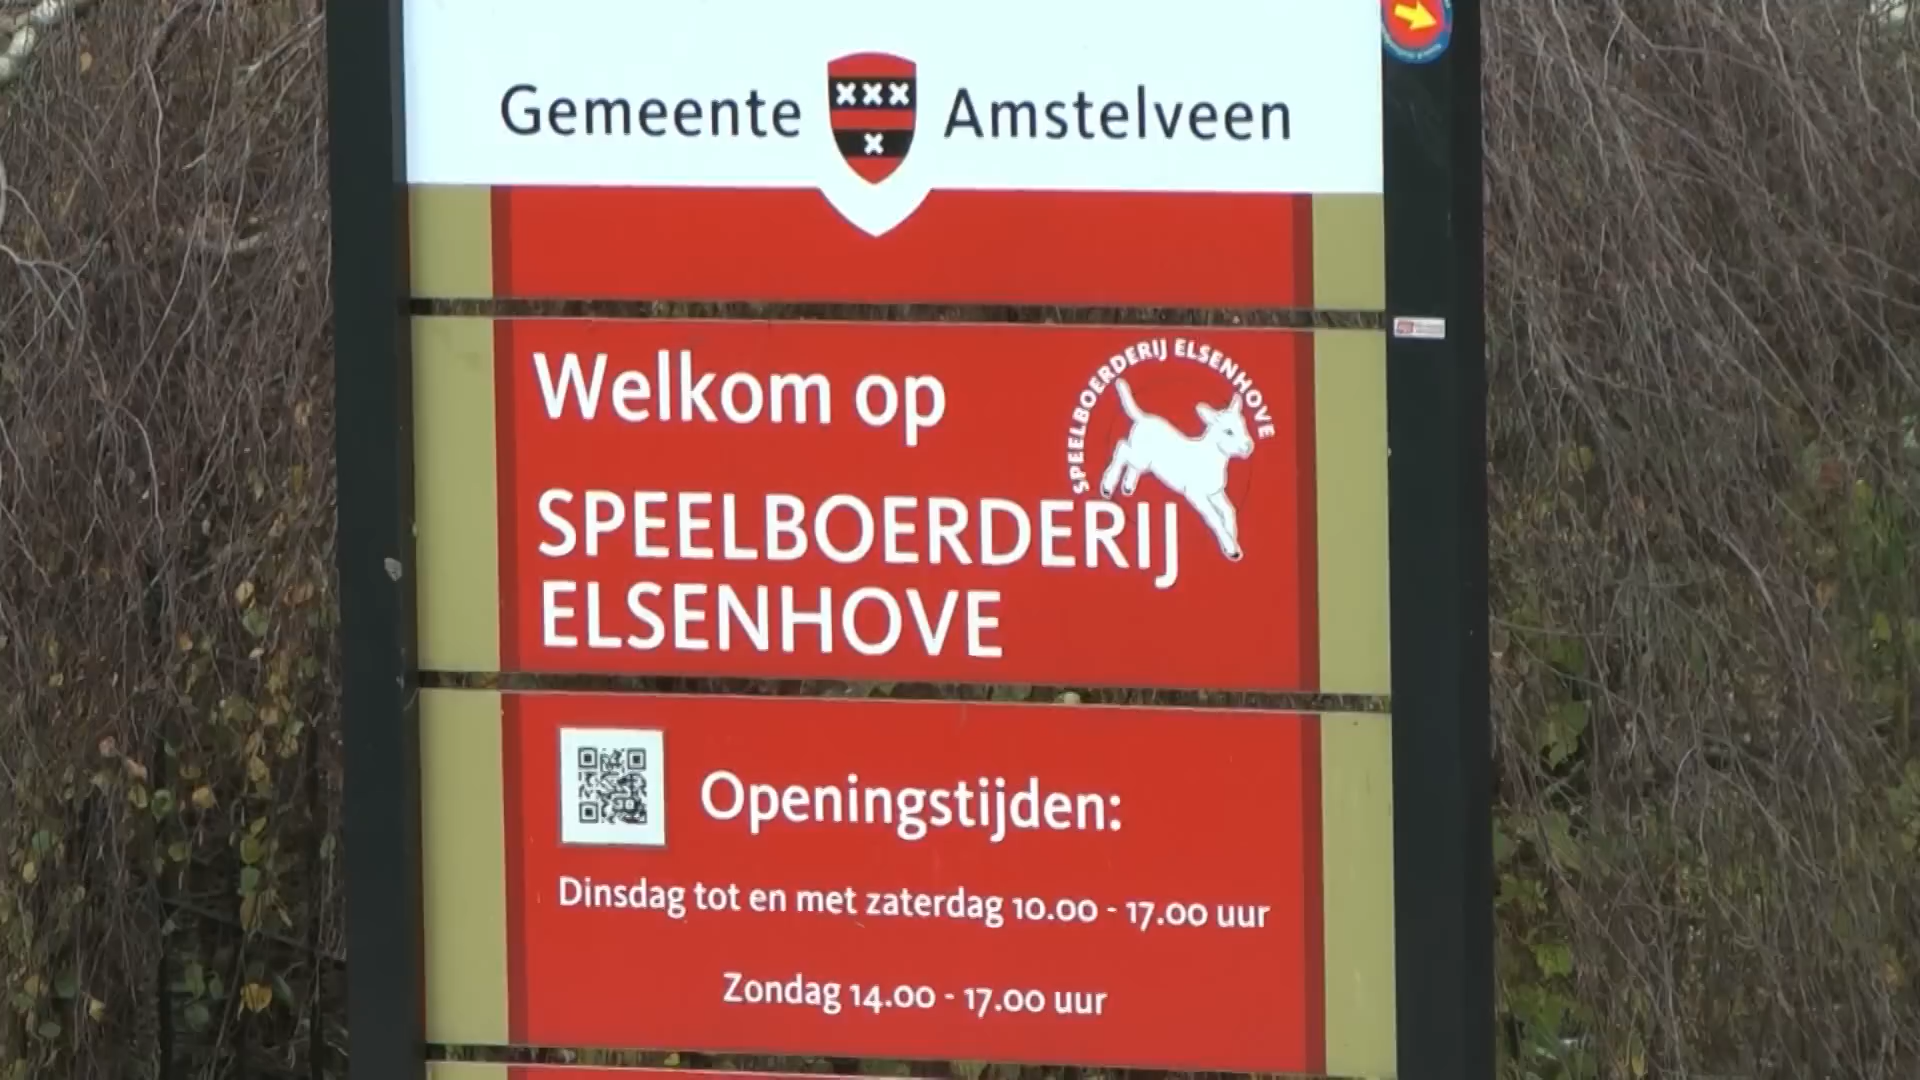 Gemeente Amstelveen
Welkom op
SPEELBOERDERIJ ELSENHOVE
SPEELBOERDERIJ
ELSENHOVE
Openingstijden:
Dinsdag tot en met zaterdag 10.00 - 17.00 uur
Zondag 14.00 - 17.00 uur